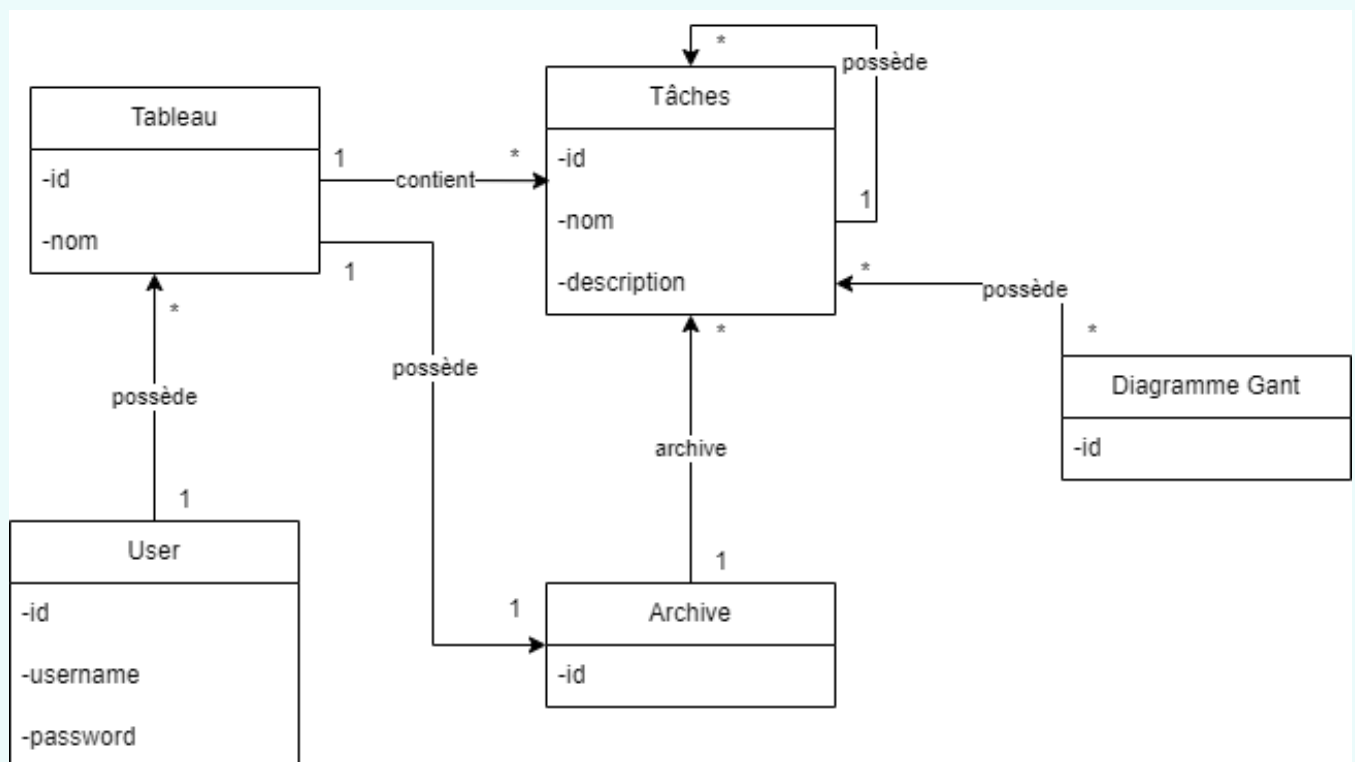 Tableau
-id
-nom
1
contient
*
Tâches
-id
-nom
-description
*
possède
1
1
possède
1
*
possède
*
Diagramme Gant
-id
*
possède
1
User
-id
-username
-password
*
archive
1
Archive
-id